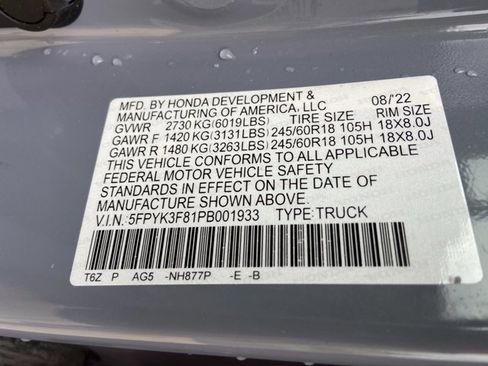 MFD. BY HONDA DEVELOPMENT & 08/'22
MANUFACTURING OF AMERICA, LLC
GVWR 2730 KG(6019LBS) TIRE SIZE RIM SIZE
GAWR F 1420 KG(3131LBS) 245/60R18 105H 18X8.0J
GAWR R 1480 KG(3263LBS) 245/60R18 105H 18X8.0J
THIS VEHICLE CONFORMS TO ALL APPLICABLE
FEDERAL MOTOR VEHICLE SAFETY
STANDARDS IN EFFECT ON THE DATE OF
MANUFACTURE SHOWN ABOVE.
V.I.N.: 5FPYK3F81PB001933 TYPE:TRUCK
T6Z P AG5 -NH877P -E -B